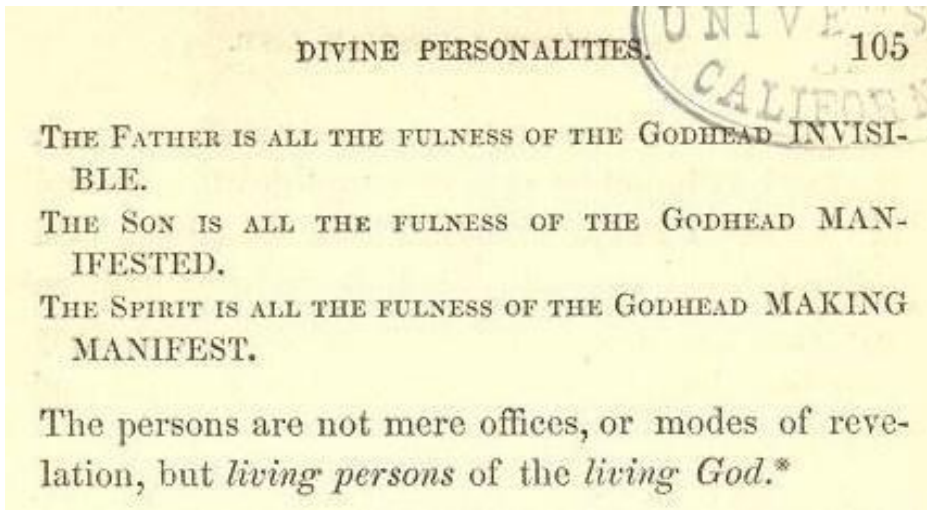 DIVINE PERSONALITIES. 105
UNIVE
CALIFORN
THE FATHER IS ALL THE FULNESS OF THE GODHEAD INVISI-
BLE.
THE SON IS ALL THE FULNESS OF THE GODHEAD MAN-
IFESTED.
THE SPIRIT IS ALL THE FULNESS OF THE GODHEAD MAKING
MANIFEST.
The persons are not mere offices, or modes of reve-
lation, but living persons of the living God.*